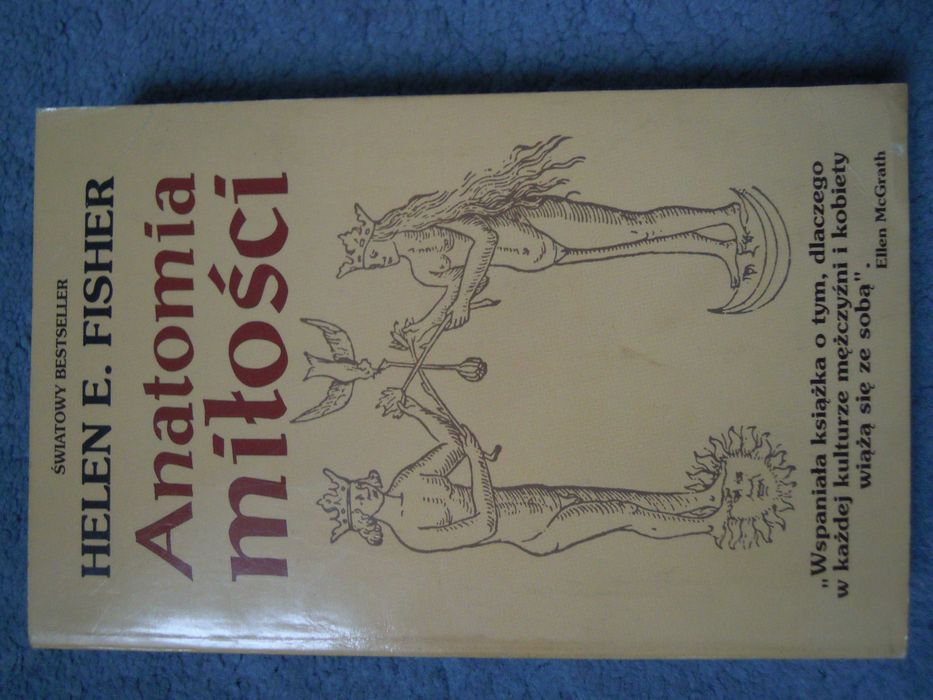 ŚWIATOWY BESTSELLER
HELEN E. FISHER
Anatomia
miłości
"Wspaniała książka o tym, dlaczego
w każdej kulturze mężczyźni i kobiety
wiążą się ze sobą".
Ellen McGrath